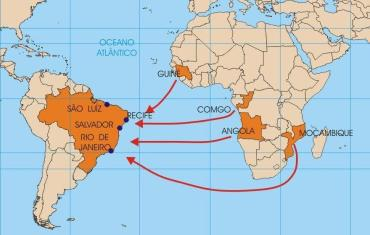 OCEANO
ATLÂNTICO
GUINÉ
SÃO LUÍZ
RECIFE
COMGO
SALVADOR
ANGOLA
MOÇAMBIQUE
RIO DE
JANEIRO